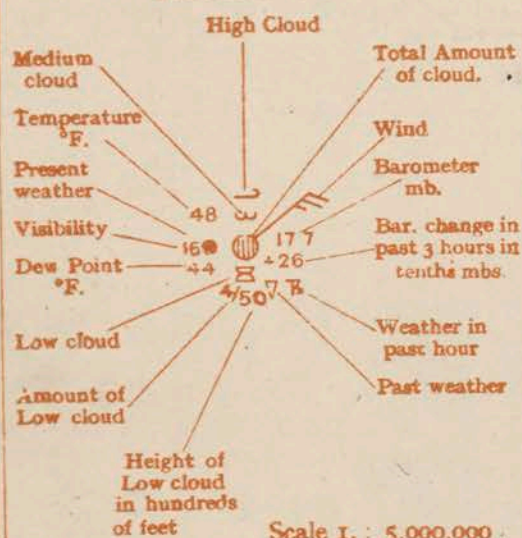 High Cloud
Medium
cloud
Total Amount
of cloud.
Temperature
°F.
Wind
Present
weather
Barometer
mb.
48
Visibility
16
177
Bar. change in
past 3 hours in
tenths mbs.
+26
Dew Point
°F.
44
4/50
Low cloud
Weather in
past hour
Amount of
Low cloud
Past weather
Height of
Low cloud
in hundreds
of feet
Scale 1. : 5,000,000